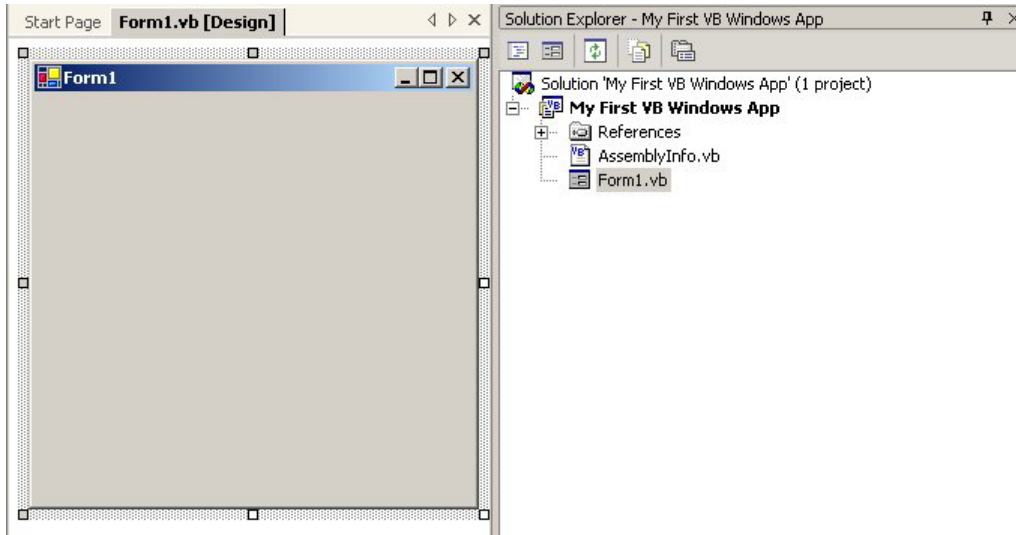 Start Page Form1.vb [Design]
Form1
Solution Explorer - My First VB Windows App
Solution 'My First VB Windows App' (1 project)
My First VB Windows App
References
AssemblyInfo.vb
Form1.vb